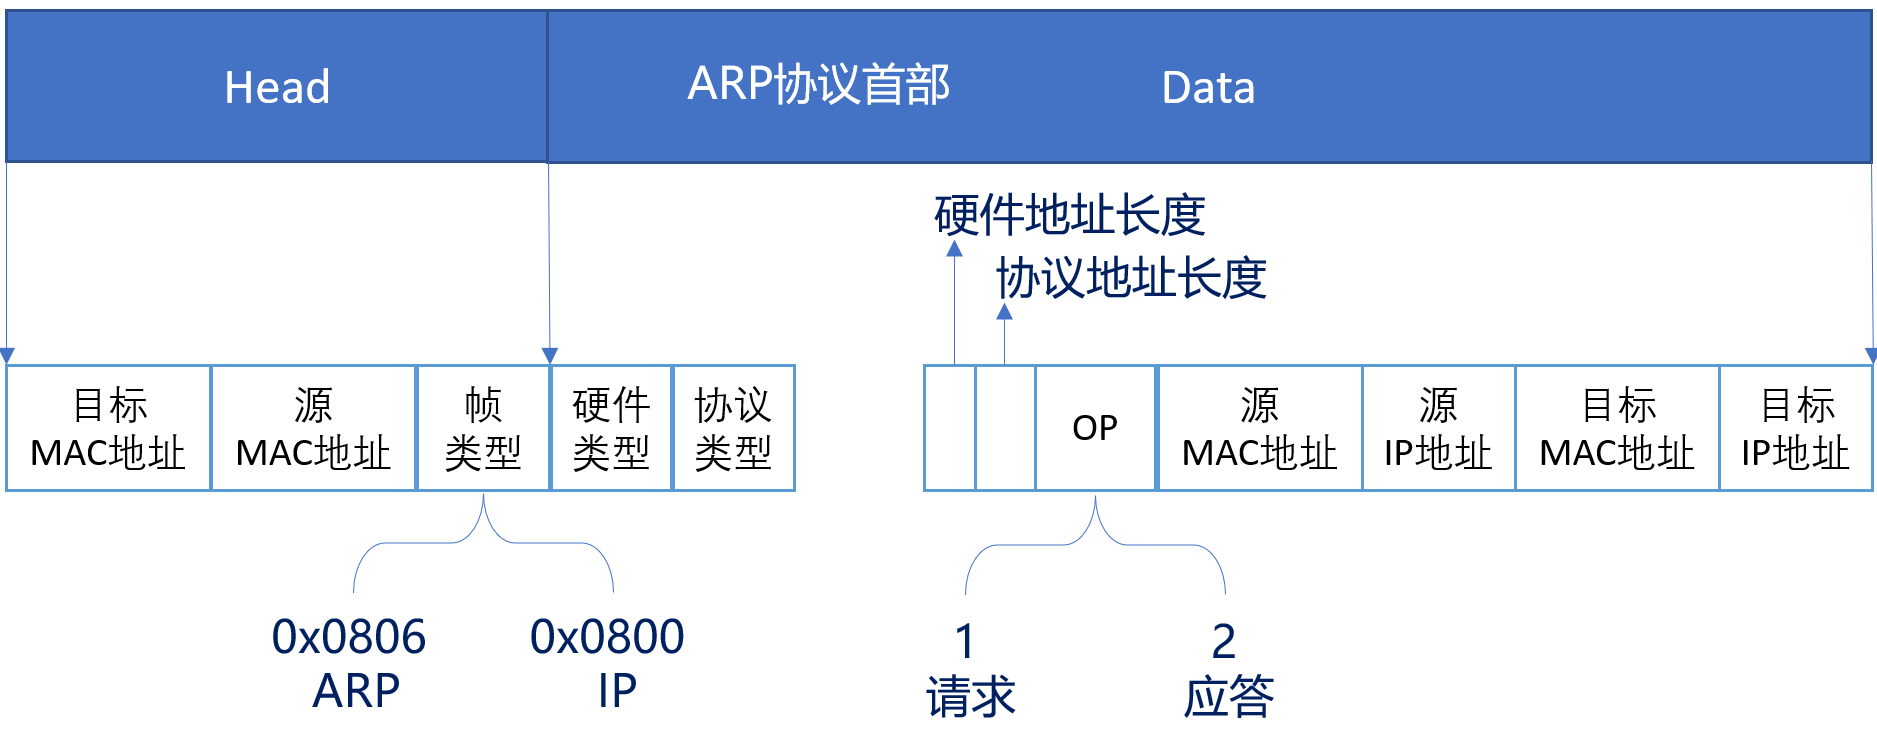 Head
ARP协议首部
Data
硬件地址长度
协议地址长度
目标
MAC地址
源
MAC地址
帧
类型
硬件
类型
协议
类型
OP
源
MAC地址
源
IP地址
目标
MAC地址
目标
IP地址
0x0806
ARP
0x0800
IP
1
请求
2
应答